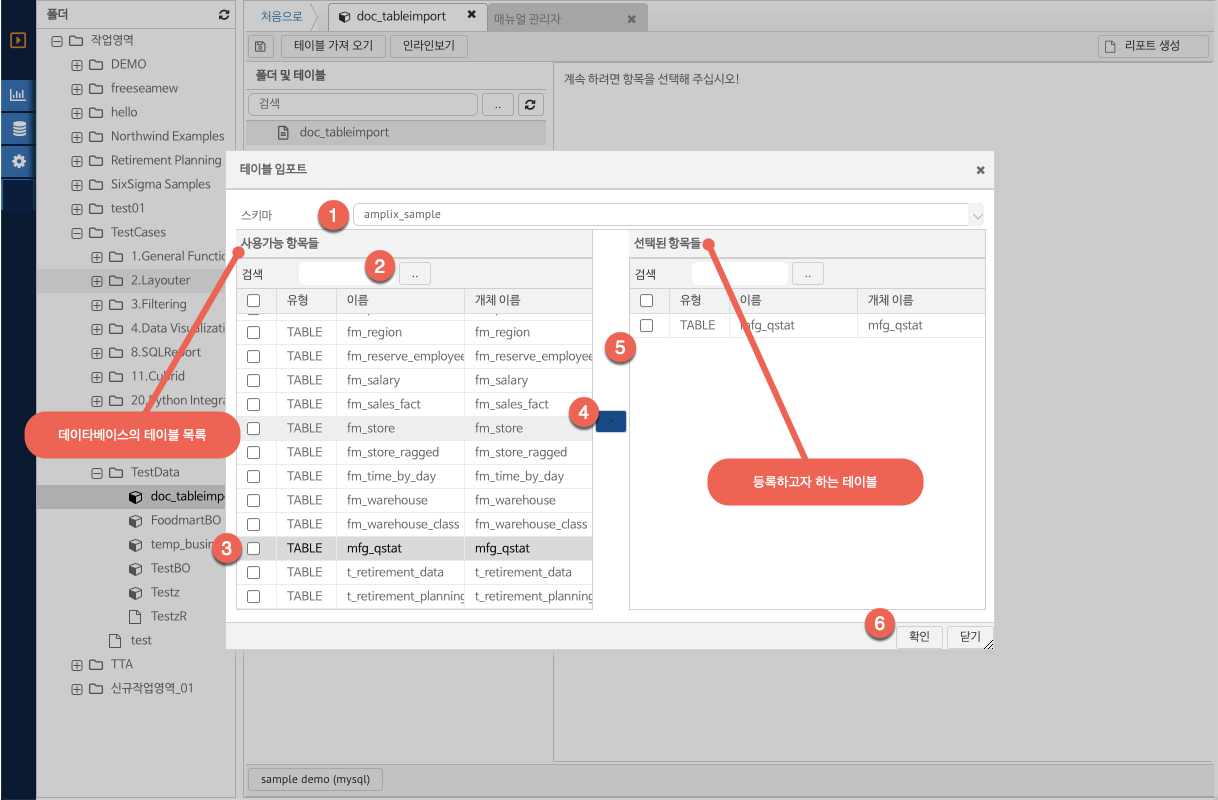 폴더
작업영역
DEMO
freeseamew
hello
Northwind Examples
Retirement Planning
SixSigma Samples
test01
TestCases
1.General Functio
2.Layouter
3.Filtering
4.Data Visualizati
8.SQLReport
11.Cubrid
20.Python Integra
데이타베이스의 테이블 목록
TestData
doc_tableimp
FoodmartBO
temp_busin
TestBO
Testz
TestzR
test
TTA
신규작업영역_01
처음으로
doc_tableimport
매뉴얼 관리자
테이블 가져 오기
인라인보기
리포트 생성
폴더 및 테이블
검색
..
doc_tableimport
계속 하려면 항목을 선택해 주십시오!
테이블 임포트
스키마
1
amplix_sample
사용가능 항목들
검색
2
..
유형 이름 개체 이름
TABLE fm_region fm_region
TABLE fm_reserve_employee fm_reserve_employee
TABLE fm_salary fm_salary
TABLE fm_sales_fact fm_sales_fact
TABLE fm_store fm_store
TABLE fm_store_ragged fm_store_ragged
TABLE fm_time_by_day fm_time_by_day
TABLE fm_warehouse fm_warehouse
TABLE fm_warehouse_class fm_warehouse_class
3
TABLE mfg_qstat mfg_qstat
TABLE t_retirement_data t_retirement_data
TABLE t_retirement_planning t_retirement_planning
4
>
5
선택된 항목들
검색
..
유형 이름 개체 이름
TABLE mfg_qstat mfg_qstat
등록하고자 하는 테이블
6
확인
닫기
sample demo (mysql)